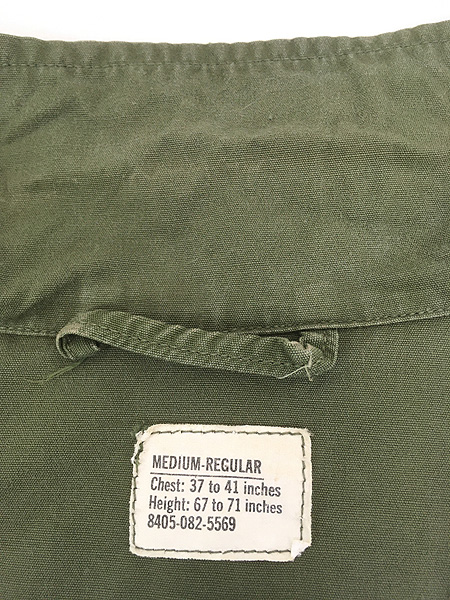 MEDIUM-REGULAR
Chest: 37 to 41 inches
Height: 67 to 71 inches
8405-082-5569